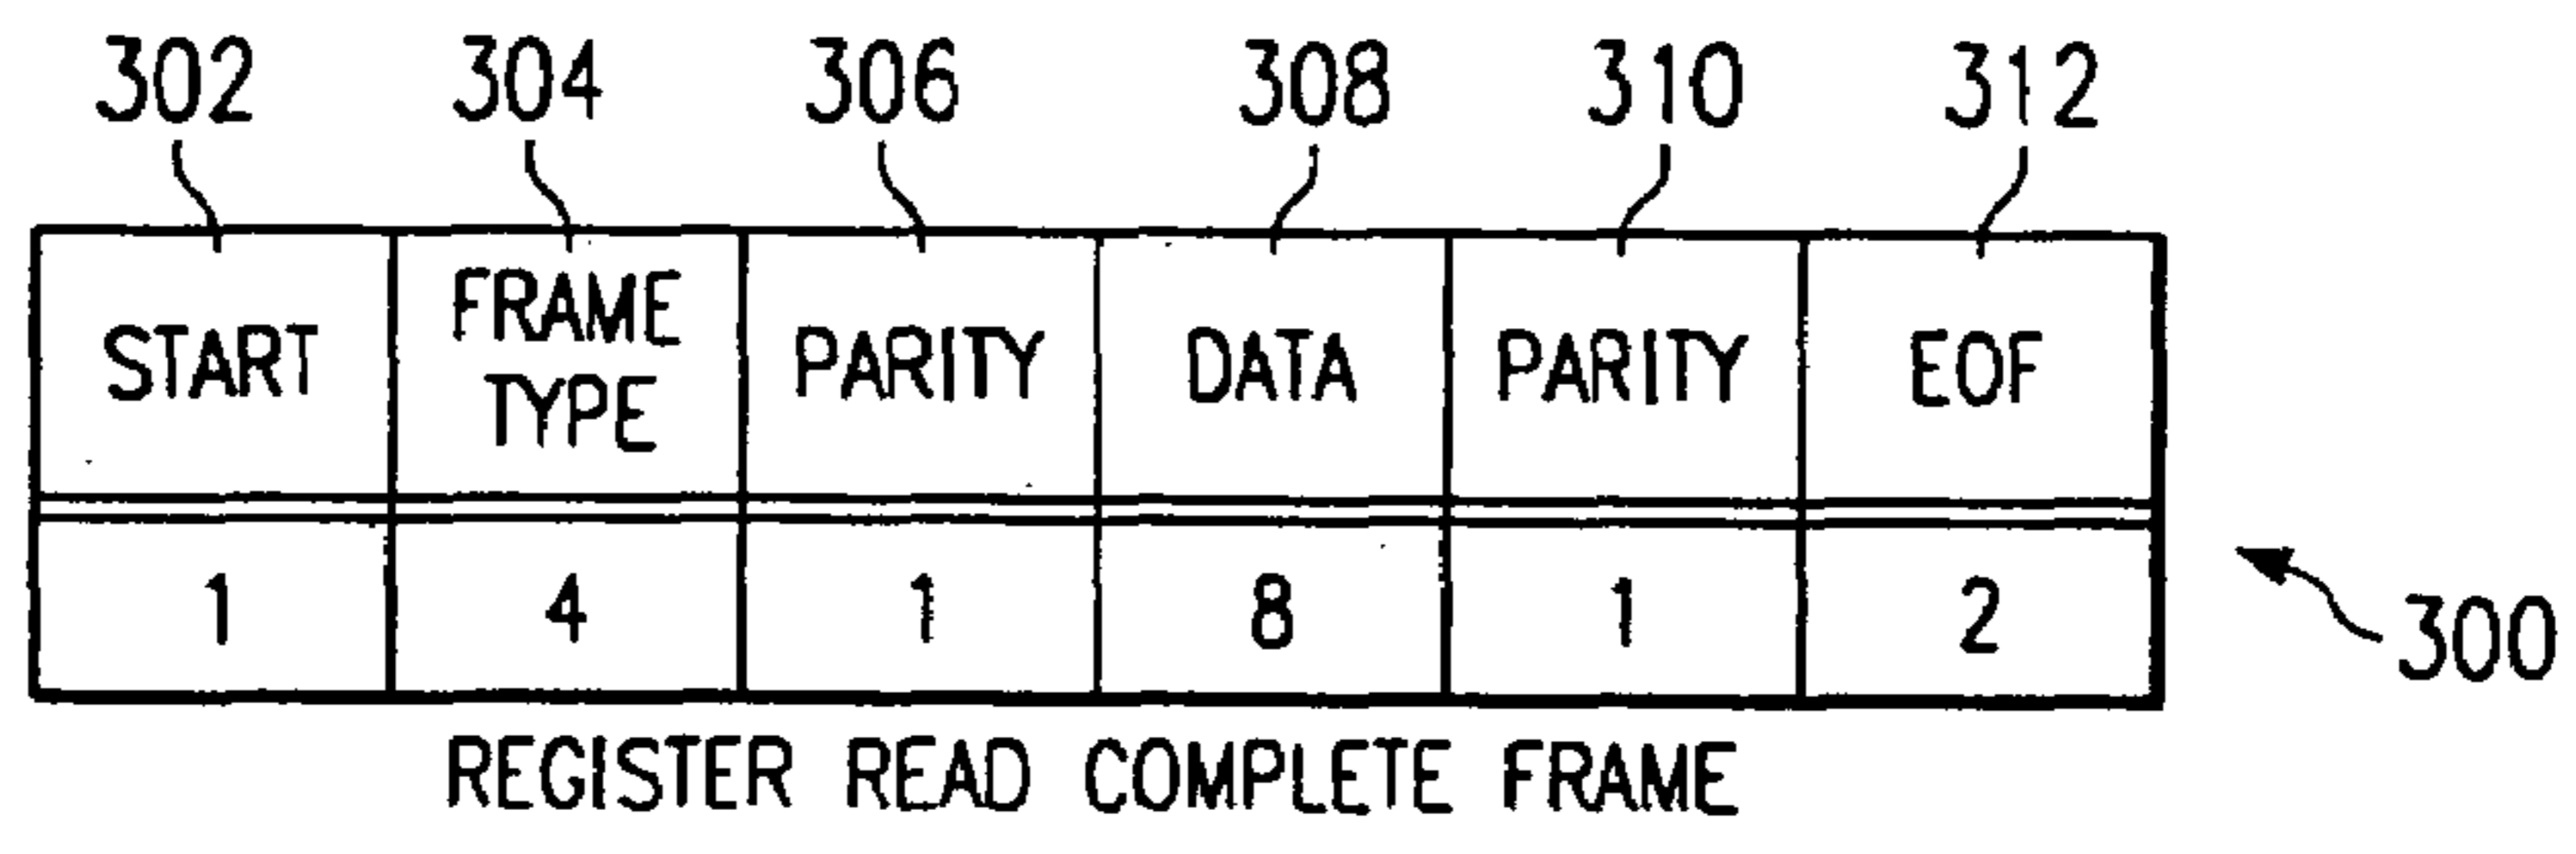 302 304 306 308 310 312
START FRAME TYPE PARITY DATA PARITY EOF
1 4 1 8 1 2
300
REGISTER READ COMPLETE FRAME